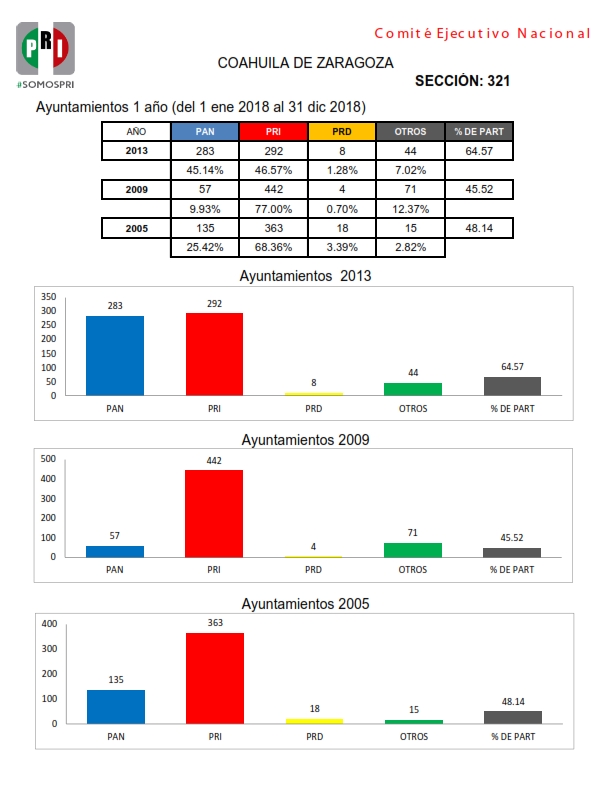 Comité Ejecutivo Nacional
PRI
#SOMOSPRI
COAHUILA DE ZARAGOZA
SECCIÓN: 321
Ayuntamientos 1 año (del 1 ene 2018 al 31 dic 2018)
AÑO PAN PRI PRD OTROS % DE PART
2013 283 292 8 44 64.57
45.14% 46.57% 1.28% 7.02%
2009 57 442 4 71 45.52
9.93% 77.00% 0.70% 12.37%
2005 135 363 18 15 48.14
25.42% 68.36% 3.39% 2.82%
Ayuntamientos 2013
350
300
250
200
150
100
50
0
283 292 8 44 64.57
PAN PRI PRD OTROS % DE PART
Ayuntamientos 2009
500
400
300
200
100
0
57 442 4 71 45.52
PAN PRI PRD OTROS % DE PART
Ayuntamientos 2005
400
300
200
100
0
135 363 18 15 48.14
PAN PRI PRD OTROS % DE PART